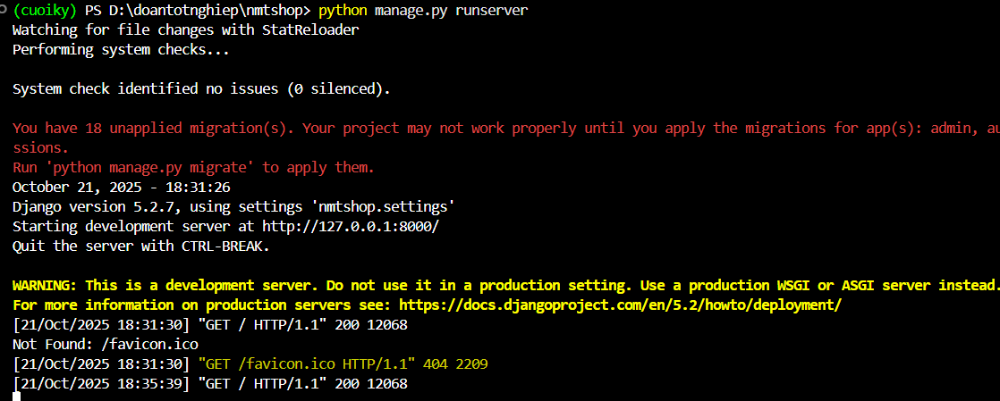 (cuoiky) PS D:\doantotnghiep\nmtshop> python manage.py runserver
Watching for file changes with StatReloader
Performing system checks...
System check identified no issues (0 silenced).
You have 18 unapplied migration(s). Your project may not work properly until you apply the migrations for app(s): admin, au
ssions.
Run 'python manage.py migrate' to apply them.
October 21, 2025 - 18:31:26
Django version 5.2.7, using settings 'nmtshop.settings'
Starting development server at http://127.0.0.1:8000/
Quit the server with CTRL-BREAK.
WARNING: This is a development server. Do not use it in a production setting. Use a production WSGI or ASGI server instead.
For more information on production servers see: https://docs.djangoproject.com/en/5.2/howto/deployment/
[21/Oct/2025 18:31:30] "GET / HTTP/1.1" 200 12068
Not Found: /favicon.ico
[21/Oct/2025 18:31:30] "GET /favicon.ico HTTP/1.1" 404 2209
[21/Oct/2025 18:35:39] "GET / HTTP/1.1" 200 12068